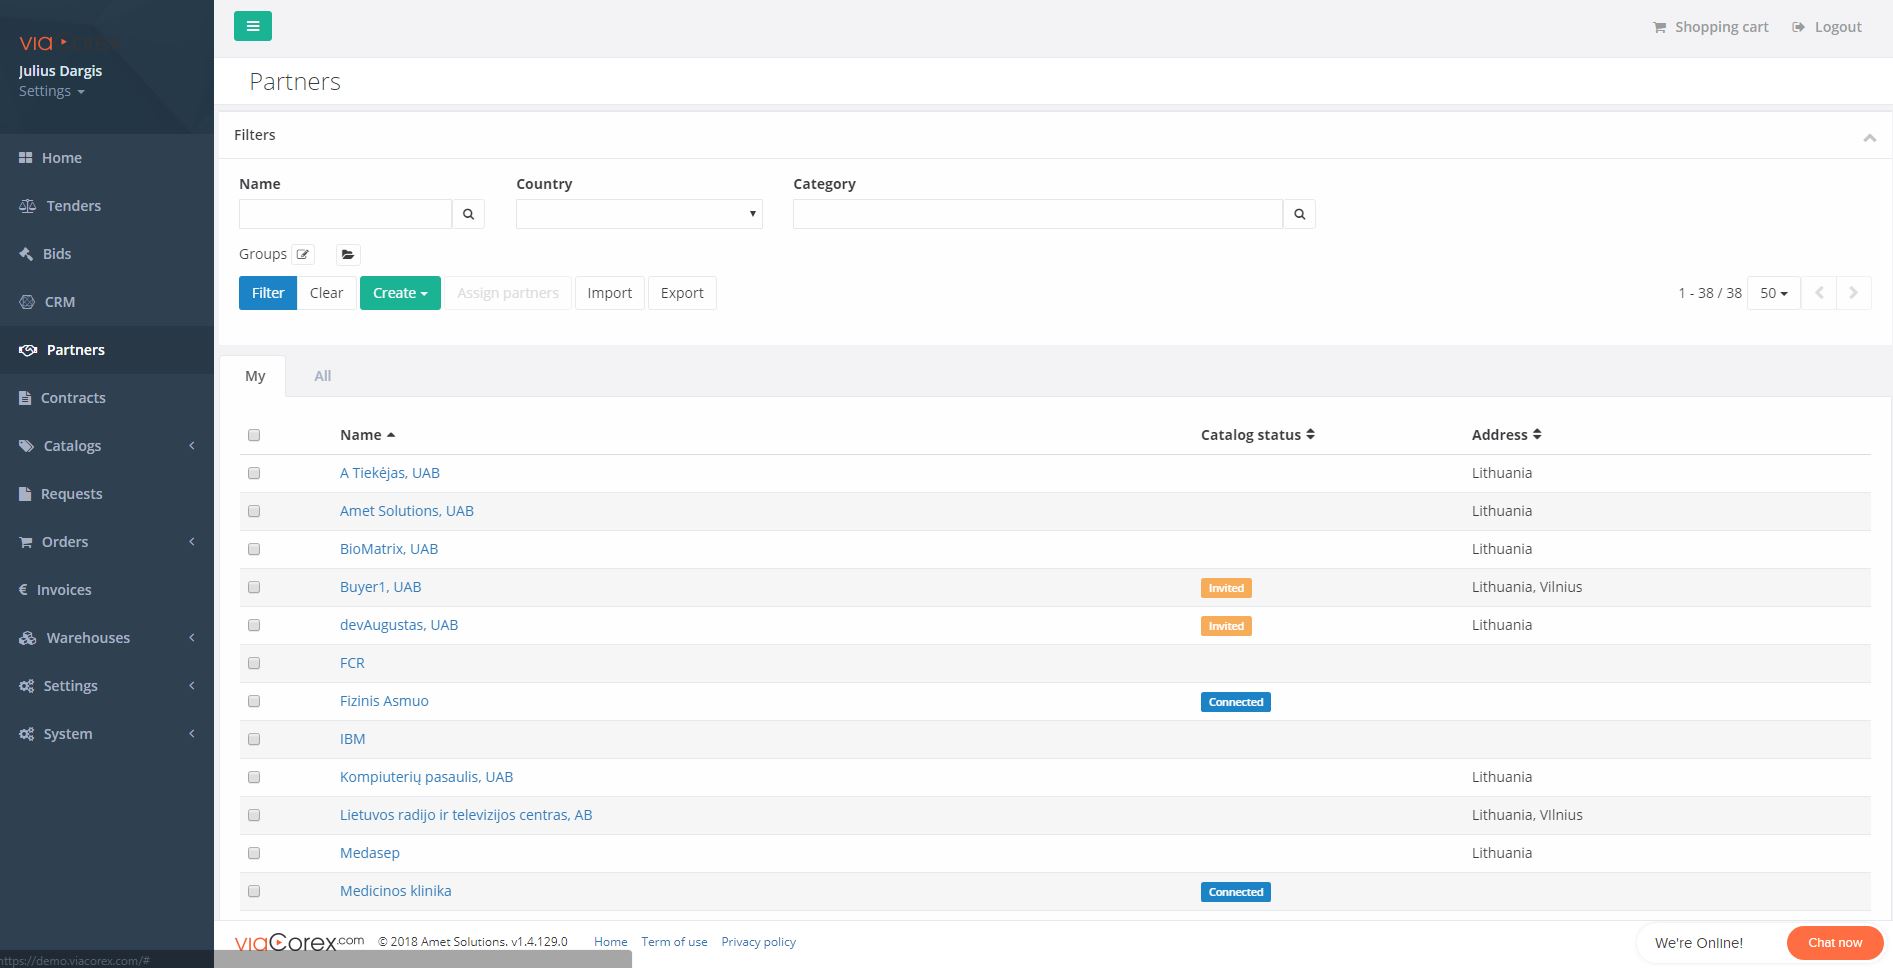 via Corex
Shopping cart
Logout
Julius Dargis
Settings
Partners
Filters
Home
Tenders
Bids
CRM
Partners
Contracts
Catalogs
Requests
Orders
€ Invoices
Warehouses
Settings
System
Name
Country
Category
Groups
Filter
Clear
Create
Assign partners
Import
Export
1 - 38 / 38
50
My
All
Name
Catalog status
Address
A Tiekėjas, UAB Lithuania
Amet Solutions, UAB Lithuania
BioMatrix, UAB Lithuania
Buyer1, UAB Invited Lithuania, Vilnius
devAugustas, UAB Invited Lithuania
FCR
Fizinis Asmuo Connected
IBM
Kompiuterių pasaulis, UAB Lithuania
Lietuvos radijo ir televizijos centras, AB Lithuania, VIlnius
Medasep Lithuania
Medicinos klinika Connected
viaCorex.com © 2018 Amet Solutions. v1.4.129.0 Home Term of use Privacy policy
We're Online! Chat now
https://demo.viacorex.com/#